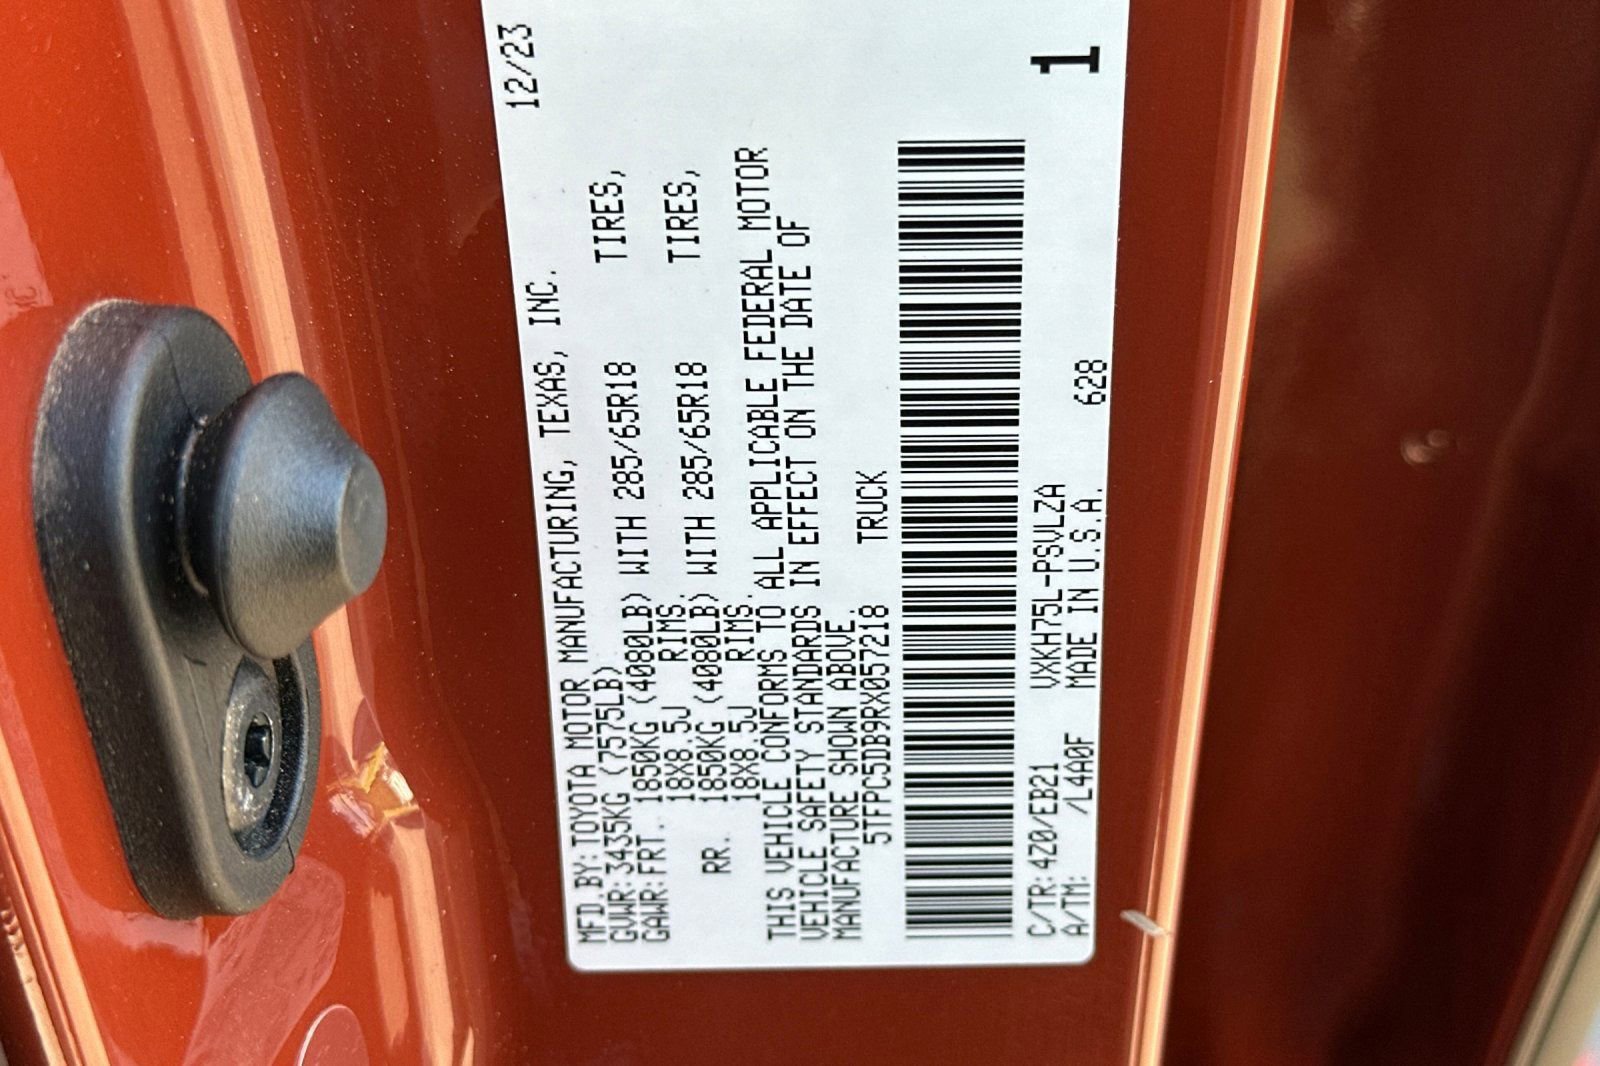 MFD.BY:TOYOTA MOTOR MANUFACTURING, TEXAS, INC. 12/23
GVWR:3435KG (7575LB)
GAWR:FRT. 1850KG (4080LB) WITH 285/65R18 TIRES,
18X8.5J RIMS.
RR. 1850KG (4080LB) WITH 285/65R18 TIRES,
18X8.5J RIMS.
THIS VEHICLE CONFORMS TO ALL APPLICABLE FEDERAL MOTOR
VEHICLE SAFETY STANDARDS IN EFFECT ON THE DATE OF
MANUFACTURE SHOWN ABOVE.
5TFPC5DB9RX057218 TRUCK
1
C/TR:4Z0/EB21 VXKH75L-PSVLZA
A/TM: /L4A0F MADE IN U.S.A. 628